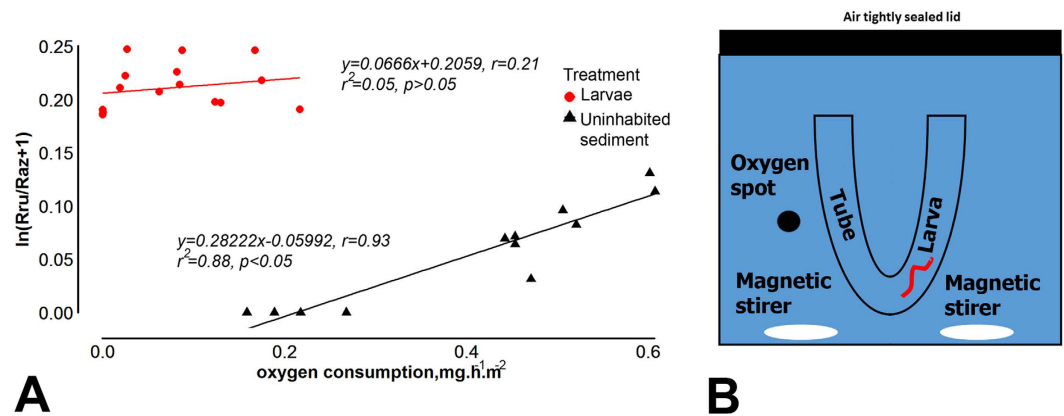 0.25
0.20
0.15
0.10
0.05
0.00
ln(Rru/Raz+1)
y=0.0666x+0.2059, r=0.21
r²=0.05, p>0.05
Treatment
Larvae
Uninhabited
sediment
y=0.28222x-0.05992, r=0.93
r²=0.88, p<0.05
0.0 0.2 0.4 0.6
oxygen consumption,mg.h⁻¹.m⁻²
A
Air tightly sealed lid
Oxygen
spot
Tube
Larva
Magnetic
stirer
Magnetic
stirer
B